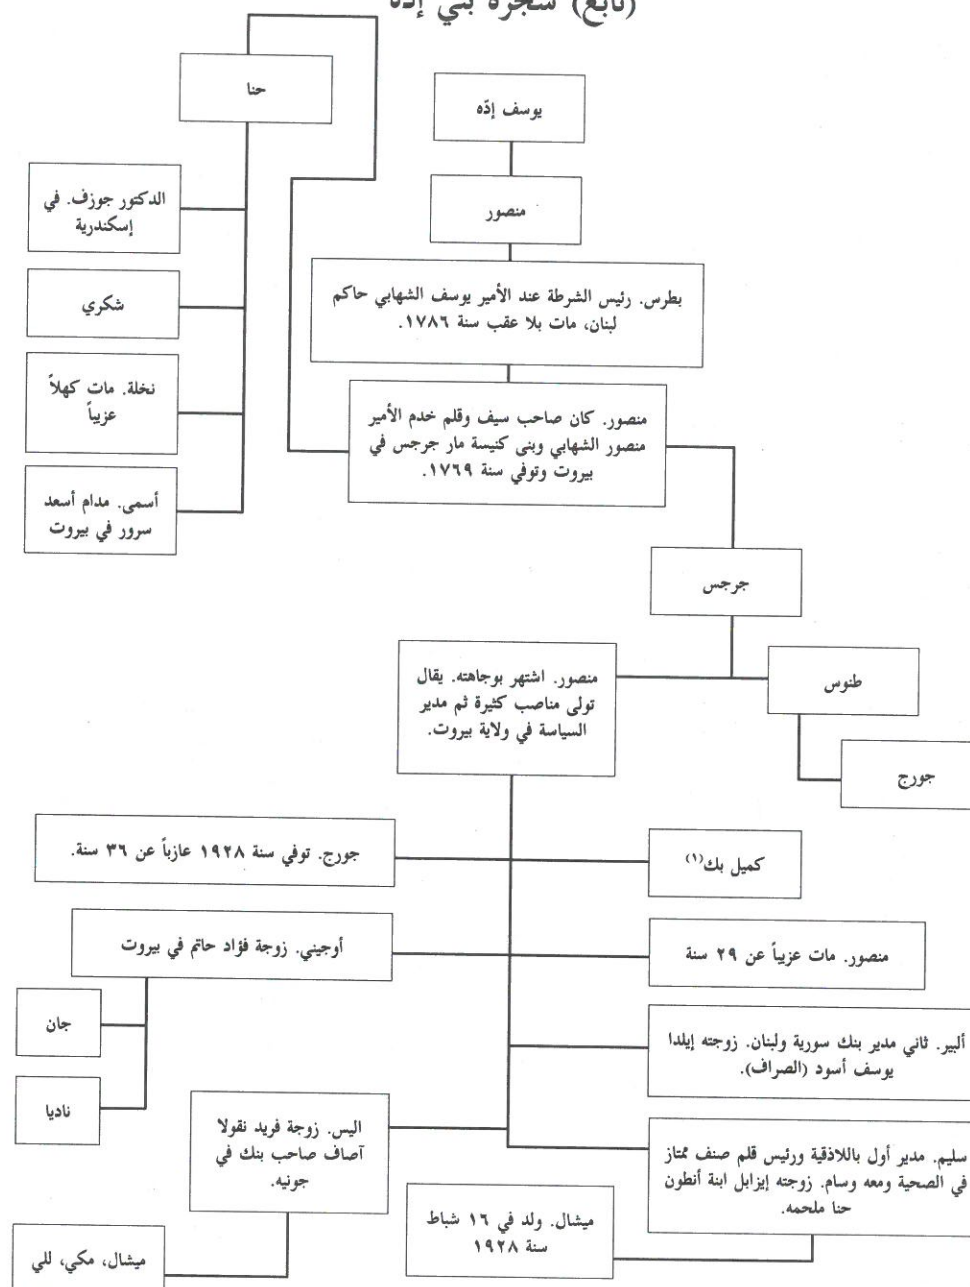 (تابع) شجرة بني إدّه
حنا
يوسف إدّه
منصور
الدكتور جوزف. في
إسكندرية
شكري
نخلة. مات كهلاً
عزيباً
أسمى. مدام أسعد
سرور في بيروت
بطرس. رئيس الشرطة عند الأمير يوسف الشهابي حاكم
لبنان، مات بلا عقب سنة ١٧٨٦.
منصور. كان صاحب سيف وقلم خدم الأمير
منصور الشهابي وبنى كنيسة مار جرجس في
بيروت وتوفي سنة ١٧٦٩.
جرجس
طنوس
جورج
منصور. اشتهر بوجاهته. يقال
تولى مناصب كثيرة ثم مدير
السياسة في ولاية بيروت.
كميل بك(١)
جورج. توفي سنة ١٩٢٨ عازباً عن ٣٦ سنة.
منصور. مات عزيباً عن ٢٩ سنة
أوجيني. زوجة فؤاد حاتم في بيروت
جان
ناديا
ألبير. ثاني مدير بنك سورية ولبنان. زوجته إيلدا
يوسف أسود (الصراف).
سليم. مدير أول باللاذقية ورئيس قلم صنف ممتاز
في الصحية ومعه وسام. زوجته إيزابل ابنة أنطون
حنا ملحمه.
اليس. زوجة فريد نقولا
آصاف صاحب بنك في
جونيه.
ميشال. ولد في ١٦ شباط
سنة ١٩٢٨
ميشال، مكي، للي